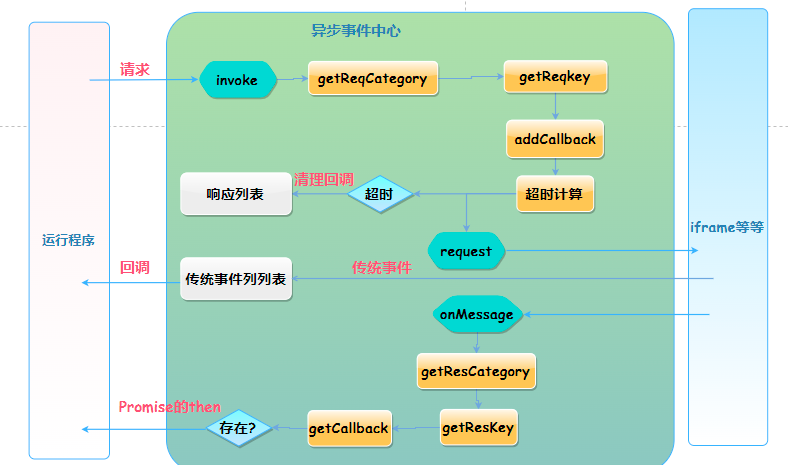 异步事件中心
请求
invoke
getReqCategory
getReqkey
addCallback
清理回调
响应列表
超时
超时计算
运行程序
request
iframe等等
回调
传统事件列列表
传统事件
onMessage
getResCategory
Promise的then
存在?
getCallback
getResKey